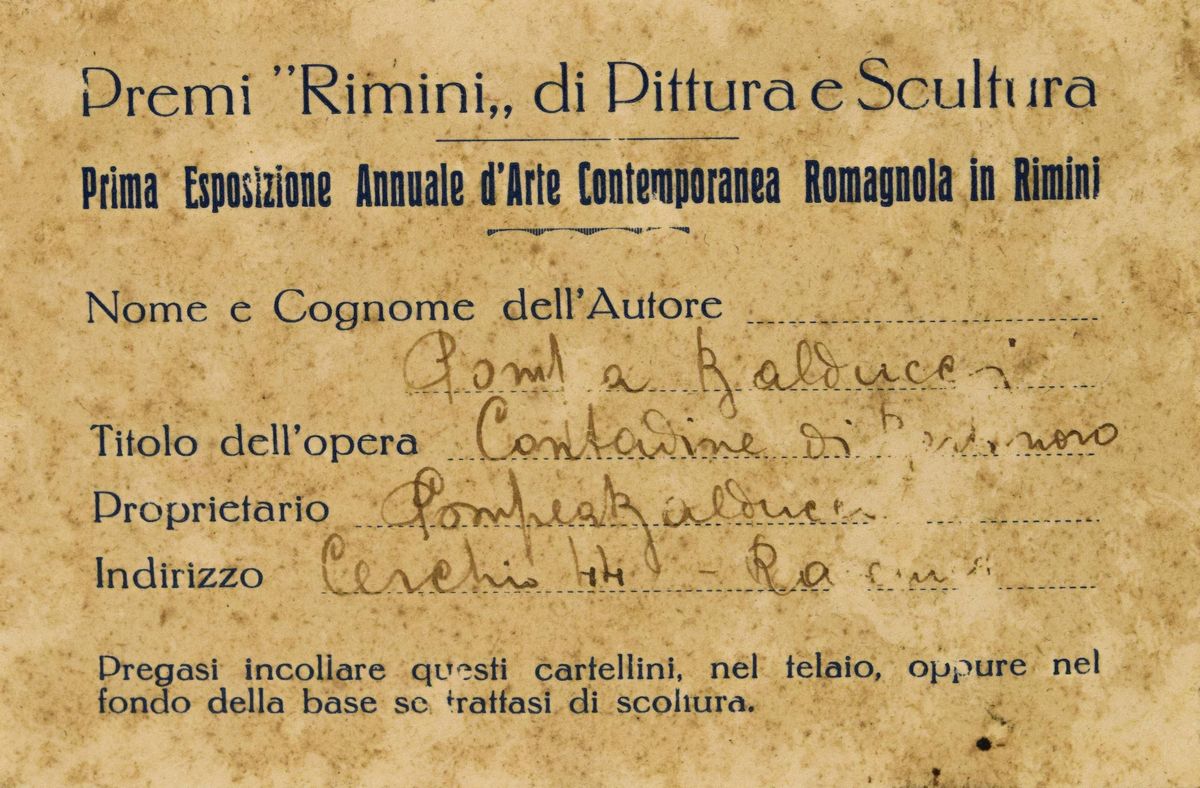 Premi "Rimini„ di Pittura e Scultura
Prima Esposizione Annuale d'Arte Contemporanea Romagnola in Rimini
Nome e Cognome dell'Autore
Balducci
Titolo dell'opera Contadine di
Proprietario Pompea Balducci
Indirizzo Cerchio 44 -
Pregasi incollare questi cartellini, nel telaio, oppure nel
fondo della base se trattasi di scoltura.